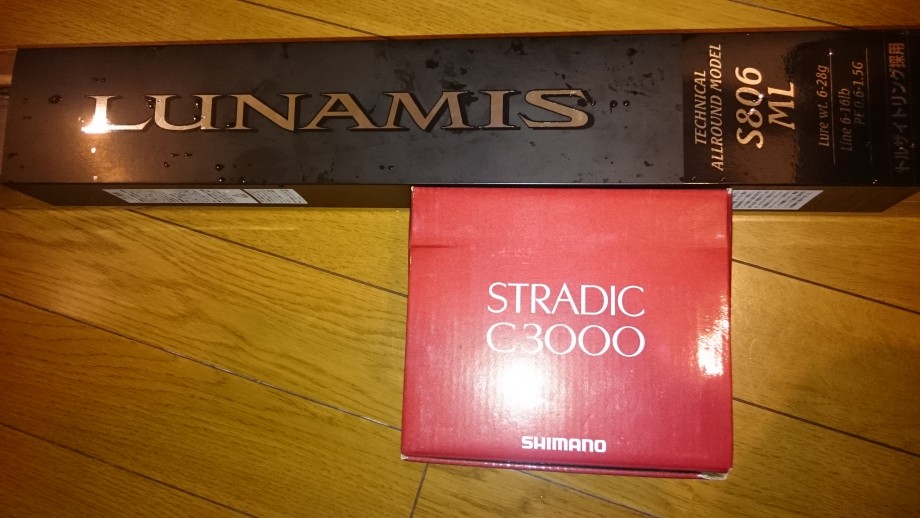 LUNAMIS
TECHNICAL
ALLROUND MODEL
S806
ML
Lure wt. 6-28g
Line 6-16lb
PE 0.6-1.5G
STRADIC
C3000
SHIMANO